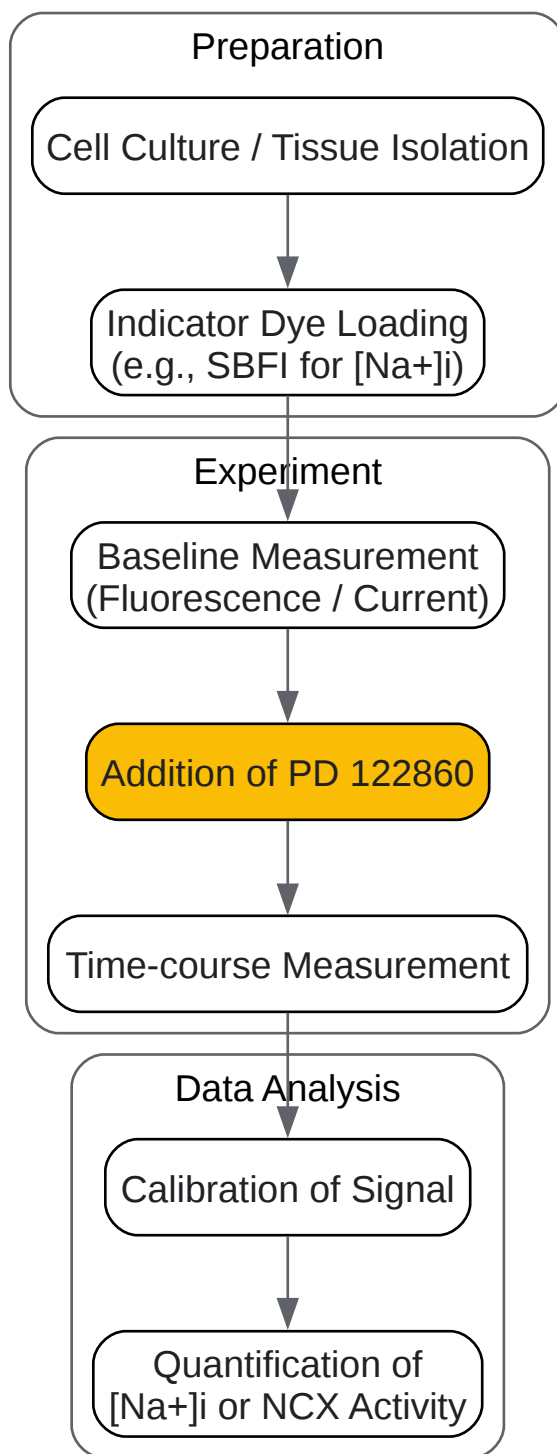 Preparation
Cell Culture / Tissue Isolation
Indicator Dye Loading
(e.g., SBFI for [Na+]i)
Experiment
Baseline Measurement
(Fluorescence / Current)
Addition of PD 122860
Time-course Measurement
Data Analysis
Calibration of Signal
Quantification of
[Na+]i or NCX Activity